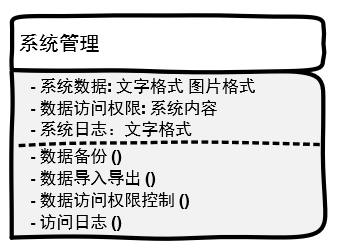 系统管理
- 系统数据: 文字格式 图片格式
- 数据访问权限: 系统内容
- 系统日志：文字格式
- 数据备份 ()
- 数据导入导出 ()
- 数据访问权限控制 ()
- 访问日志 ()